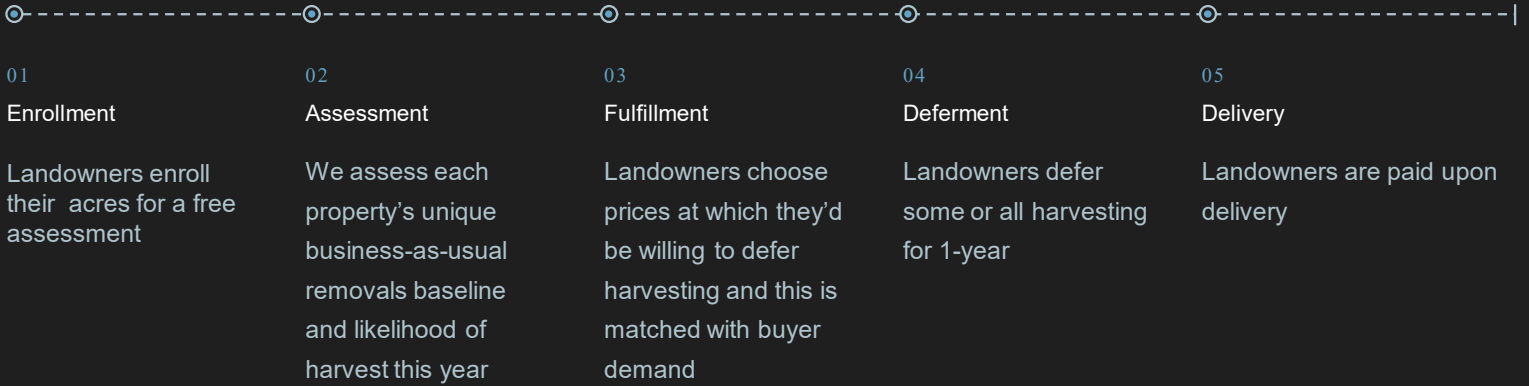 01
Enrollment
Landowners enroll
their acres for a free
assessment
02
Assessment
We assess each
property’s unique
business-as-usual
removals baseline
and likelihood of
harvest this year
03
Fulfillment
Landowners choose
prices at which they’d
be willing to defer
harvesting and this is
matched with buyer
demand
04
Deferment
Landowners defer
some or all harvesting
for 1-year
05
Delivery
Landowners are paid upon
delivery